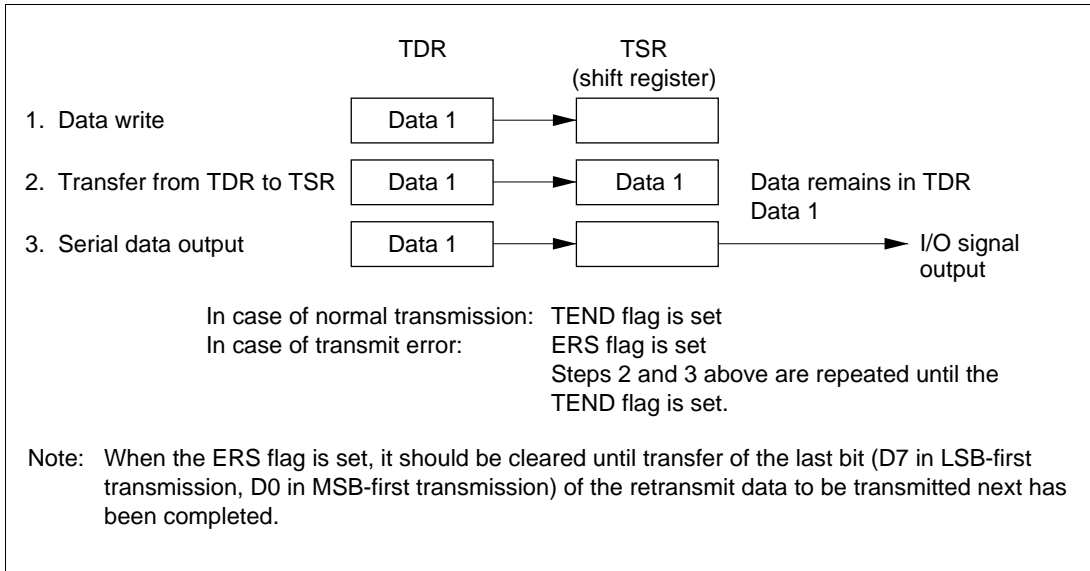 TDR TSR
(shift register)
1. Data write Data 1
2. Transfer from TDR to TSR Data 1 Data 1 Data remains in TDR
Data 1
3. Serial data output Data 1 I/O signal
output
In case of normal transmission: TEND flag is set
In case of transmit error: ERS flag is set
Steps 2 and 3 above are repeated until the
TEND flag is set.
Note: When the ERS flag is set, it should be cleared until transfer of the last bit (D7 in LSB-first
transmission, D0 in MSB-first transmission) of the retransmit data to be transmitted next has
been completed.